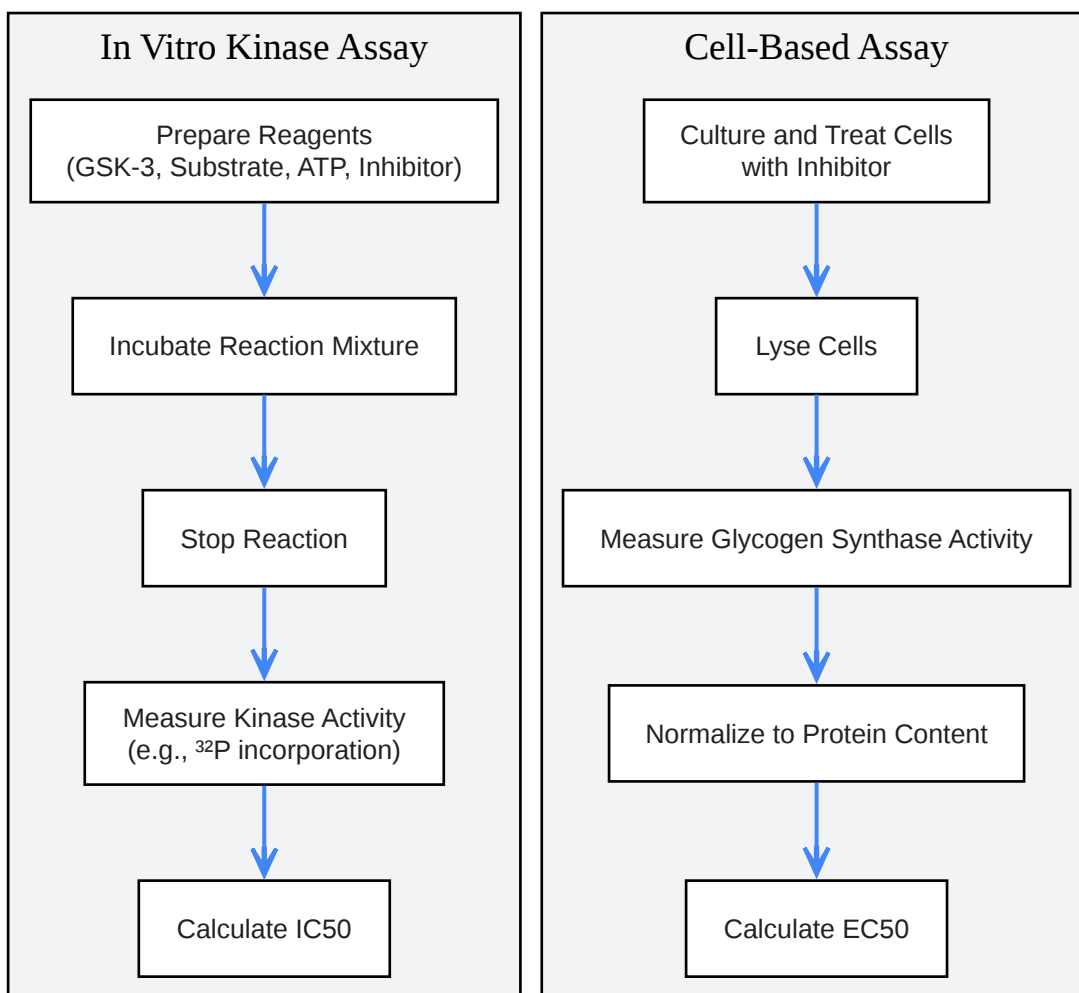 In Vitro Kinase Assay
Prepare Reagents
(GSK-3, Substrate, ATP, Inhibitor)
Incubate Reaction Mixture
Stop Reaction
Measure Kinase Activity
(e.g., ³²P incorporation)
Calculate IC50
Cell-Based Assay
Culture and Treat Cells
with Inhibitor
Lyse Cells
Measure Glycogen Synthase Activity
Normalize to Protein Content
Calculate EC50